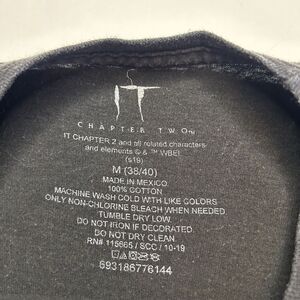 IT
CHAPTER TWO
IT CHAPTER 2 and all related characters
and elements © & ™ WBEI
(s19)
M (38/40)
MADE IN MEXICO
100% COTTON
MACHINE WASH COLD WITH LIKE COLORS
ONLY NON-CHLORINE BLEACH WHEN NEEDED
TUMBLE DRY LOW.
DO NOT IRON IF DECORATED.
DO NOT DRY CLEAN.
RN# 115665 / SCC / 10-19
693186776144